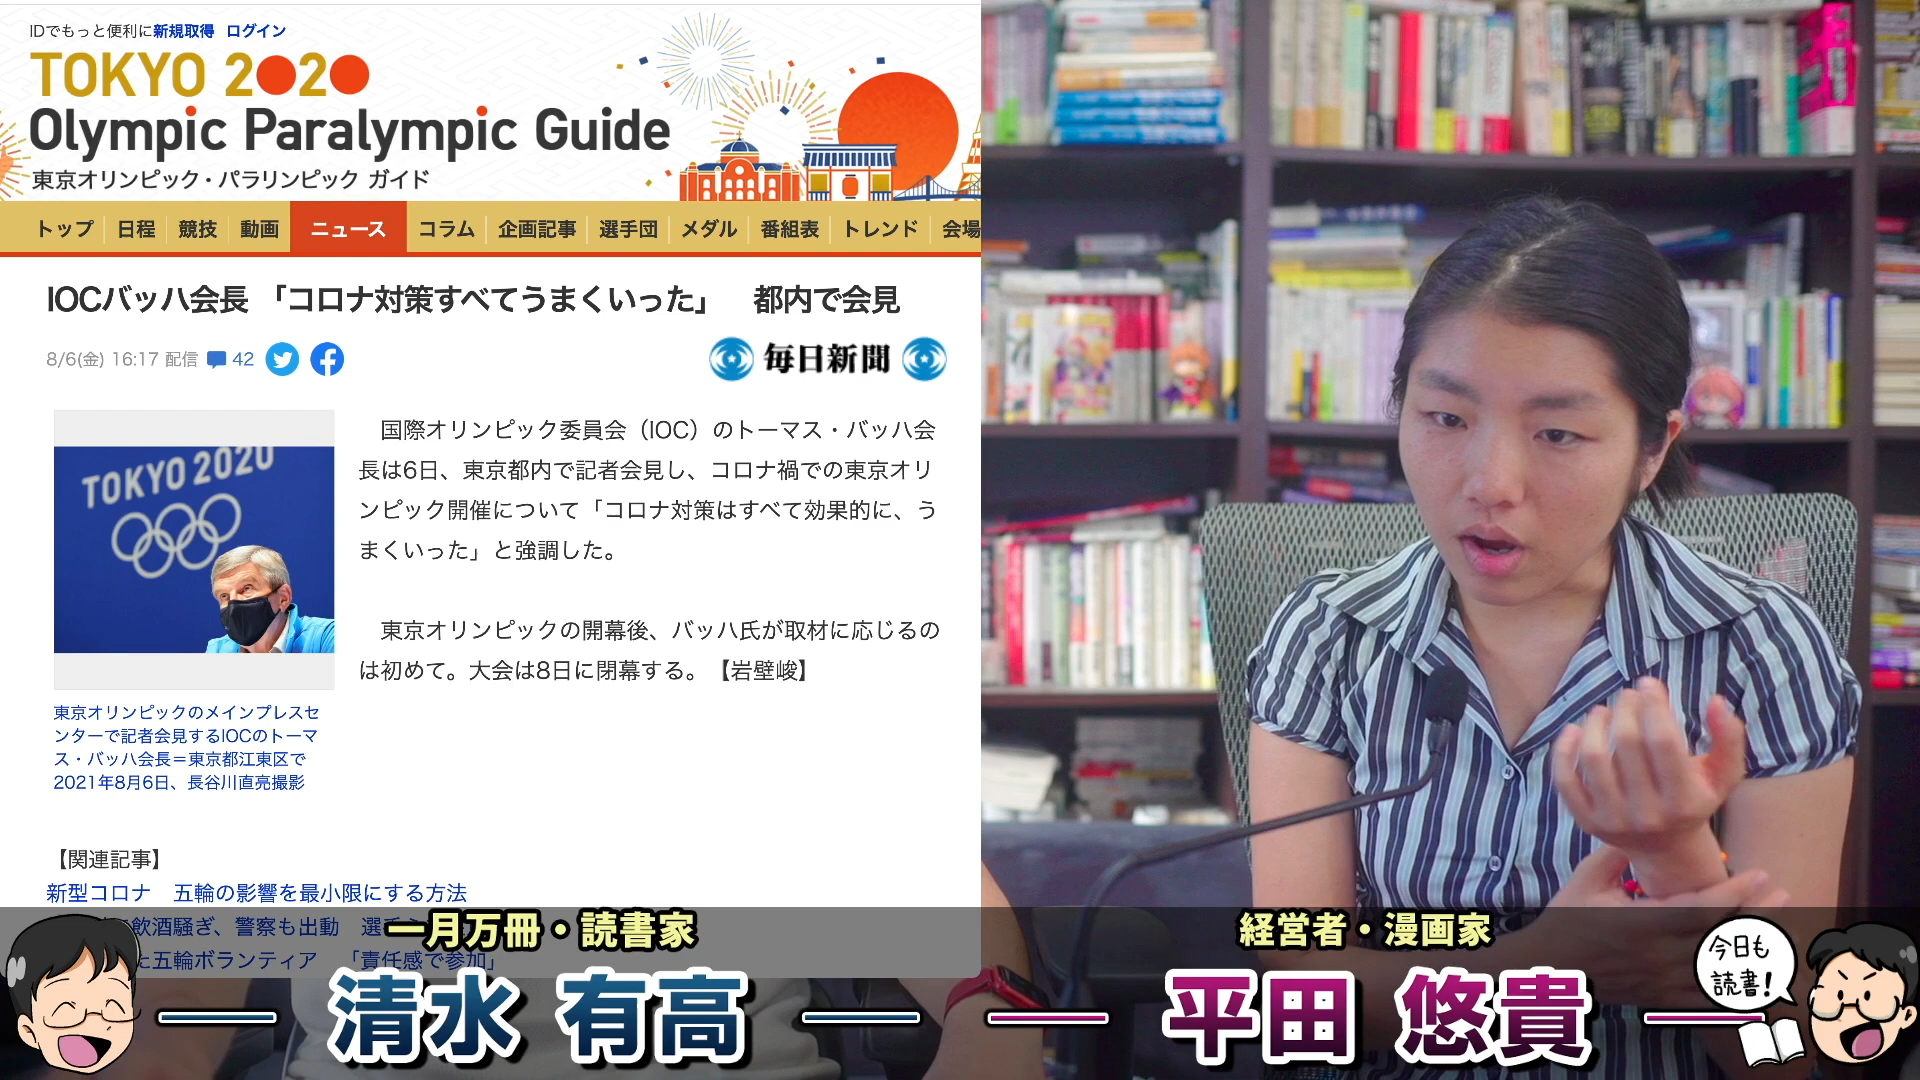 IDでもっと便利に新規取得 ログイン
TOKYO 2020
Olympic Paralympic Guide
東京オリンピック・パラリンピック ガイド
トップ 日程 競技 動画 ニュース コラム 企画記事 選手団 メダル 番組表 トレンド 会場
IOCバッハ会長 「コロナ対策すべてうまくいった」 都内で会見
8/6(金) 16:17 配信 42
毎日新聞
TOKYO 2020
国際オリンピック委員会（IOC）のトーマス・バッハ会
長は6日、東京都内で記者会見し、コロナ禍での東京オリ
ンピック開催について「コロナ対策はすべて効果的に、う
まくいった」と強調した。
東京オリンピックの開幕後、バッハ氏が取材に応じるの
は初めて。大会は8日に閉幕する。【岩壁峻】
東京オリンピックのメインプレスセ
ンターで記者会見するIOCのトーマ
ス・バッハ会長＝東京都江東区で
2021年8月6日、長谷川直亮撮影
【関連記事】
新型コロナ 五輪の影響を最小限にする方法
飲酒騒ぎ、警察も出動
五輪ボランティア 「責任感で参加」
一月万冊・読書家
清水 有高
経営者・漫画家
平田 悠貴
今日も
読書!